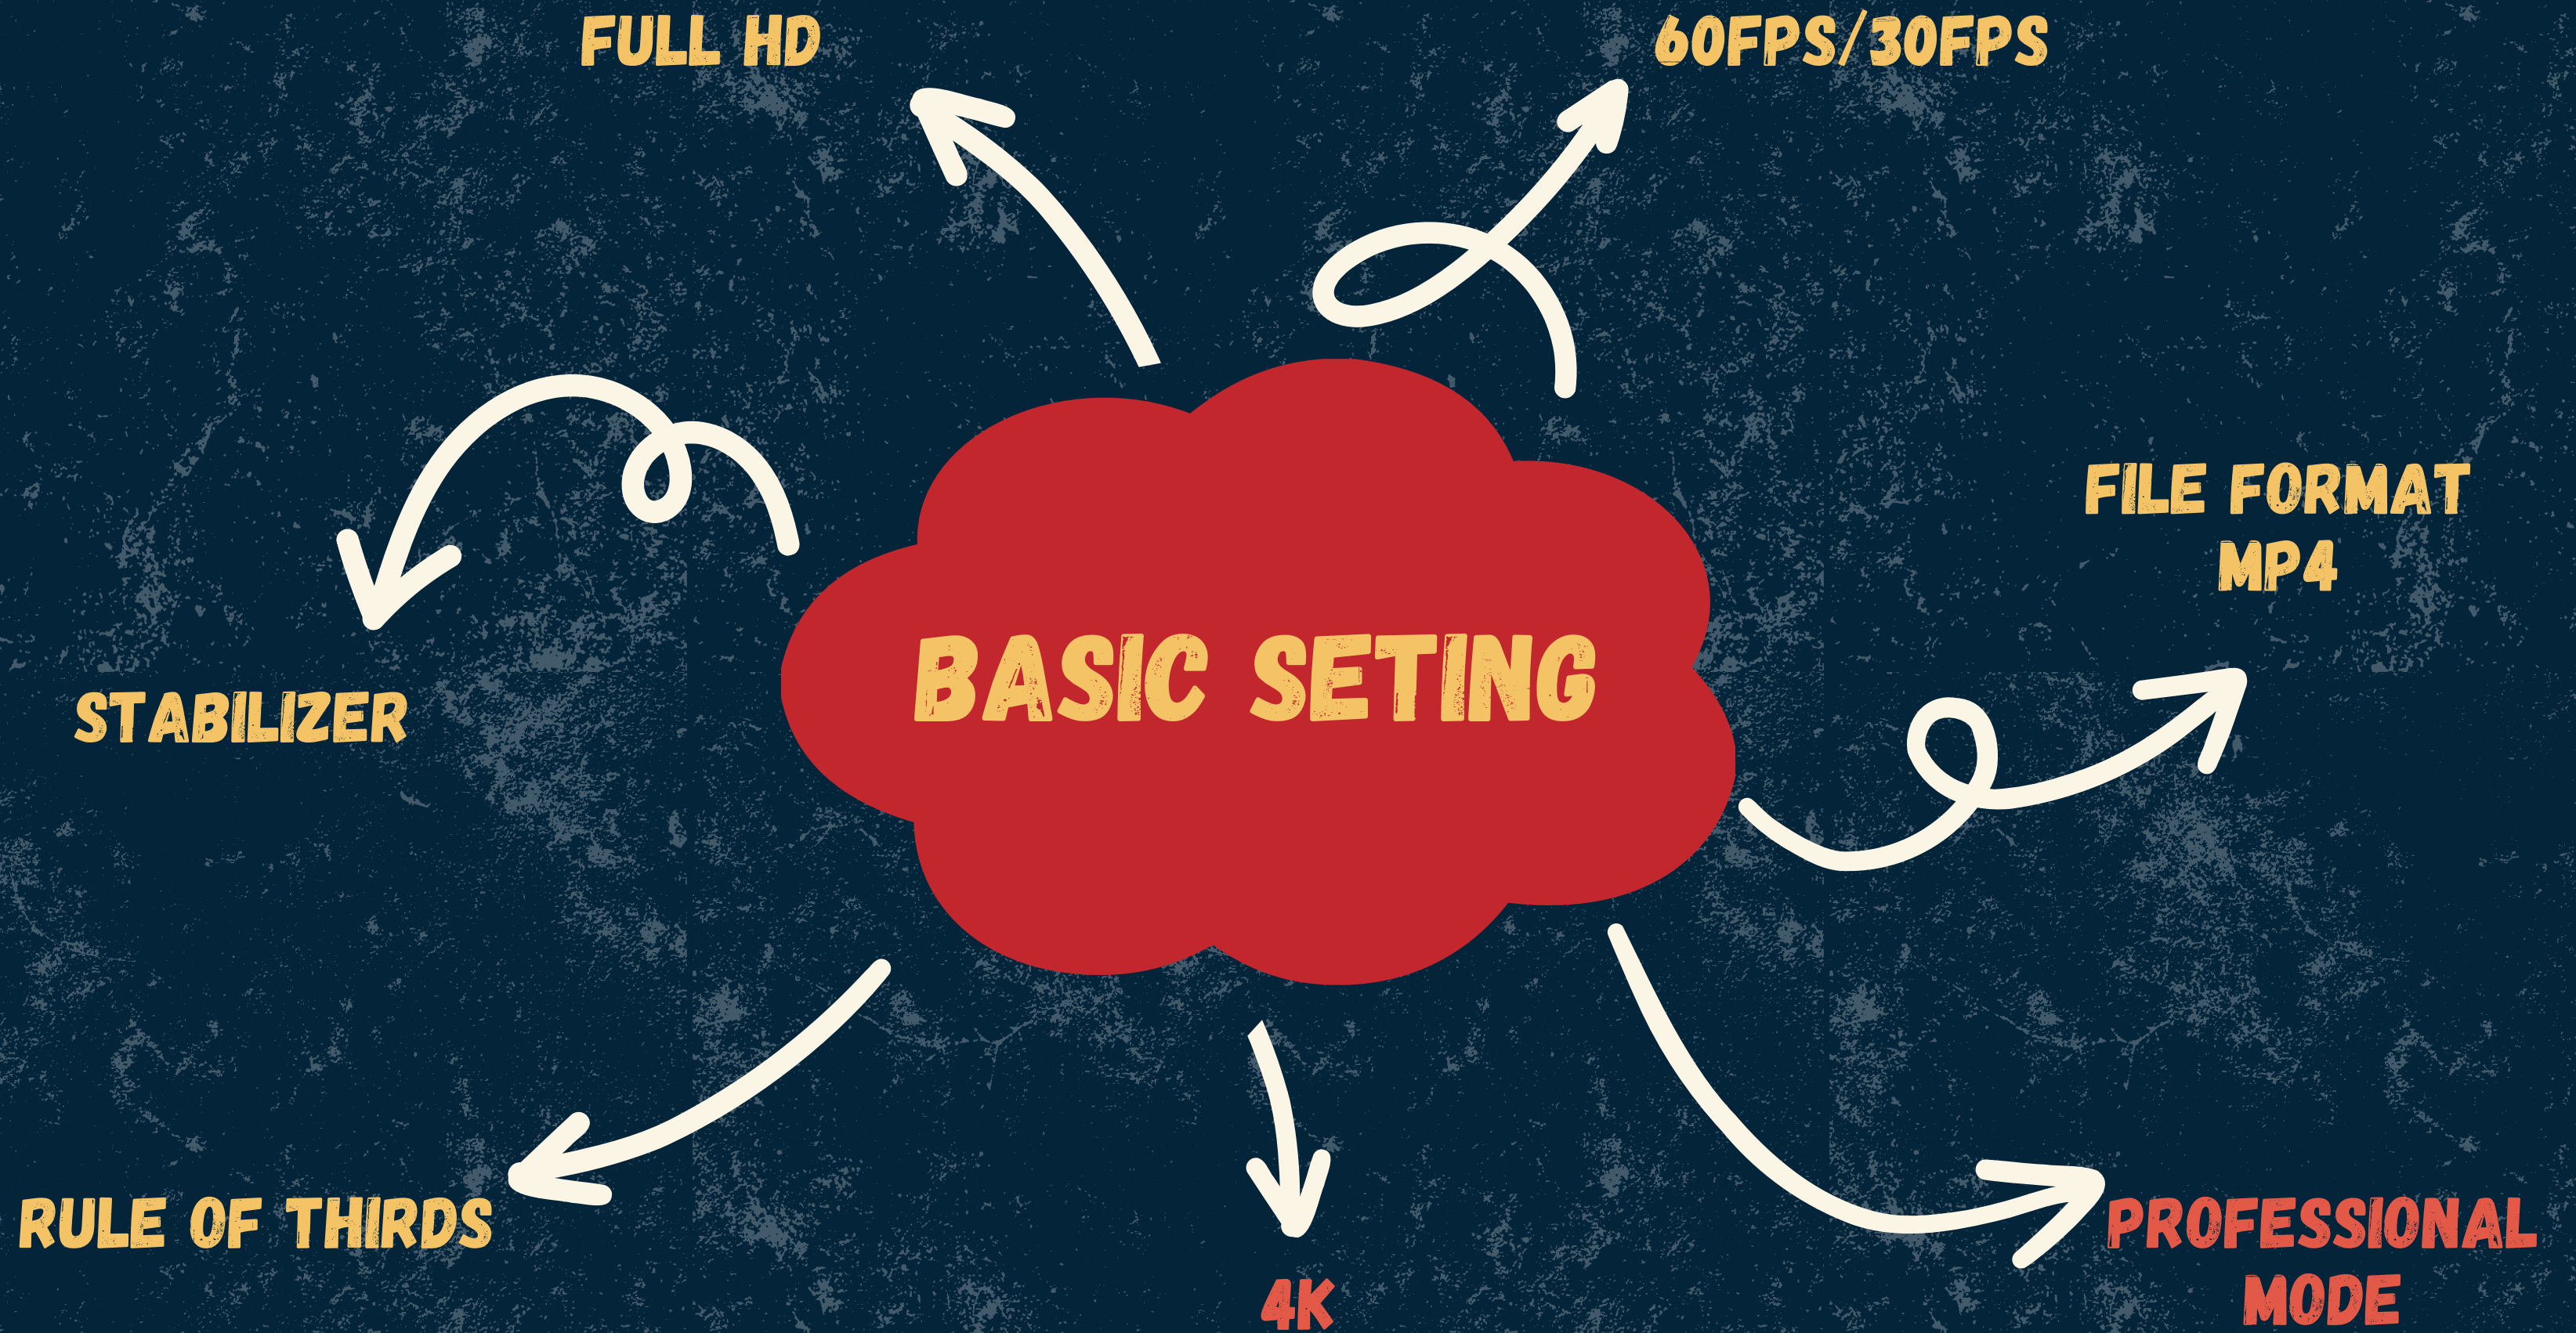 FULL HD
60FPS/30FPS
FILE FORMAT
MP4
BASIC SETING
STABILIZER
RULE OF THIRDS
PROFESSIONAL
MODE
4K